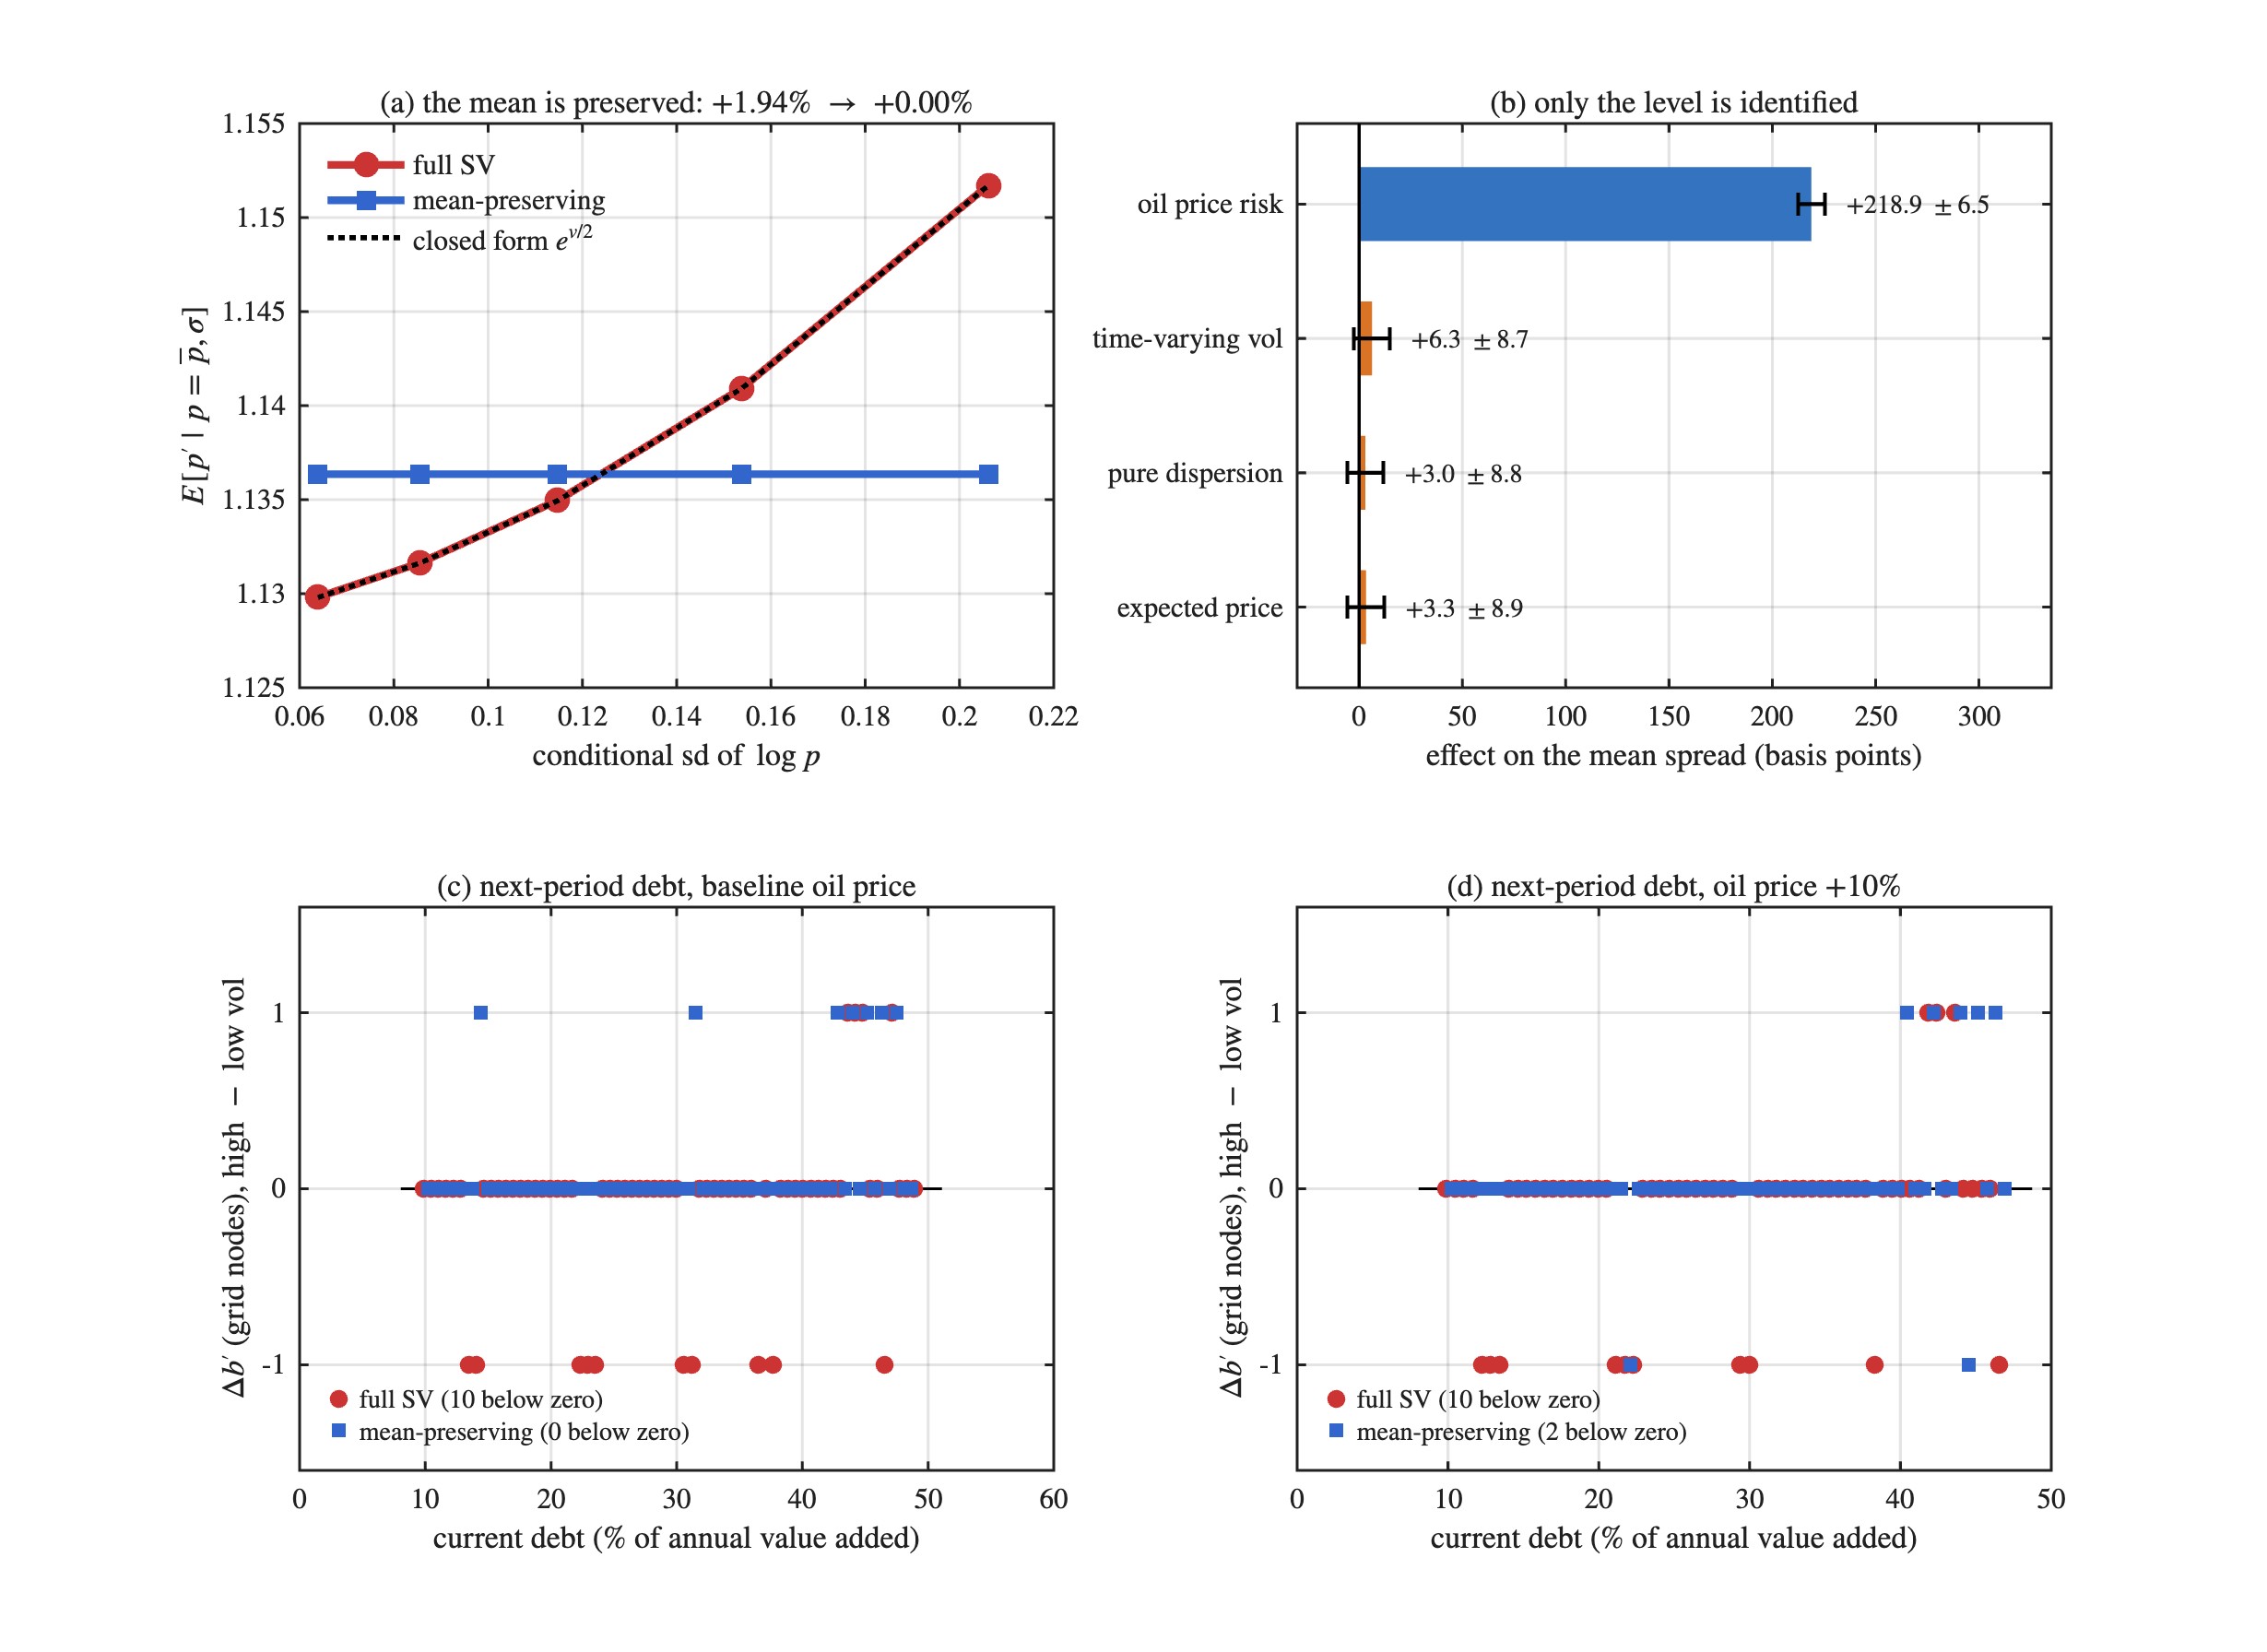 (a) the mean is preserved: +1.94% → +0.00%
1.155
1.15
1.145
1.14
1.135
1.13
1.125
E[p′ | p = p̅, σ]
full SV
mean-preserving
closed form e^{v/2}
0.06 0.08 0.1 0.12 0.14 0.16 0.18 0.2 0.22
conditional sd of log p
(b) only the level is identified
oil price risk
+218.9 ± 6.5
time-varying vol
+6.3 ± 8.7
pure dispersion
+3.0 ± 8.8
expected price
+3.3 ± 8.9
0 50 100 150 200 250 300
effect on the mean spread (basis points)
(c) next-period debt, baseline oil price
1
0
-1
Δb′ (grid nodes), high − low vol
full SV (10 below zero)
mean-preserving (0 below zero)
0 10 20 30 40 50 60
current debt (% of annual value added)
(d) next-period debt, oil price +10%
1
0
-1
Δb′ (grid nodes), high − low vol
full SV (10 below zero)
mean-preserving (2 below zero)
0 10 20 30 40 50
current debt (% of annual value added)